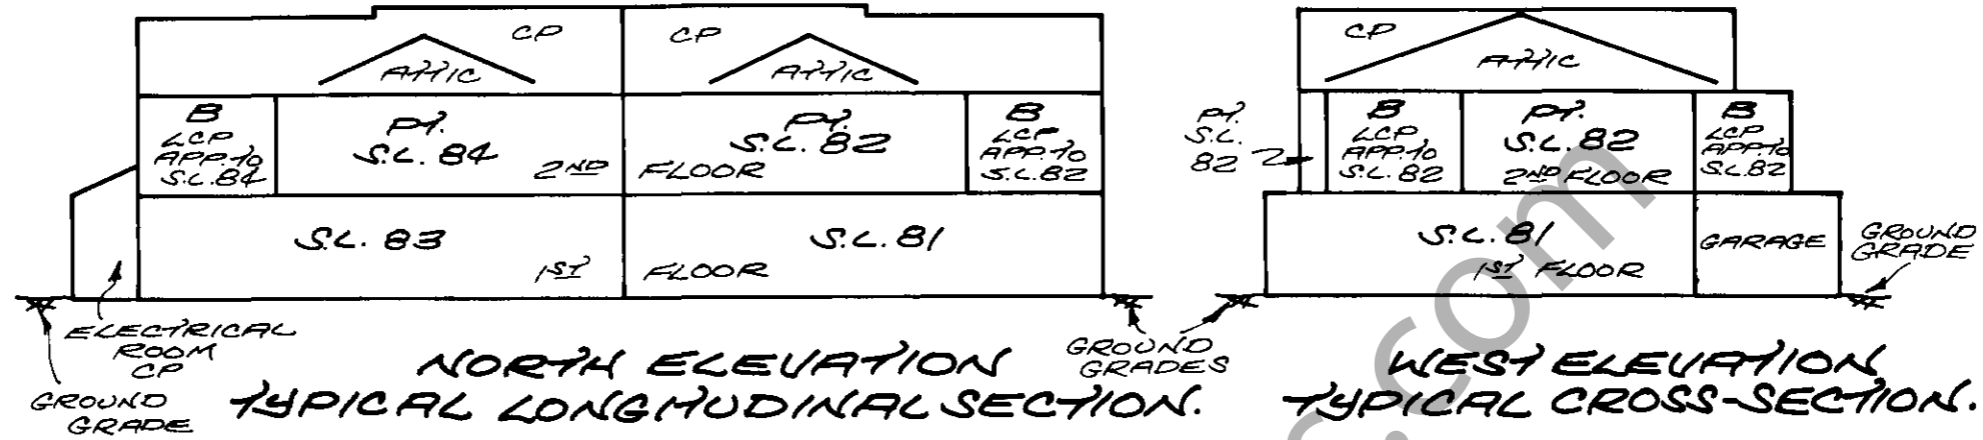 CP
ATTIC
CP
ATTIC
B
LCP
APP. to
S.L. 84
PT.
S.L. 84
2ND FLOOR
PT.
S.L. 82
B
LCP
APP. to
S.L. 82
S.L. 83
1ST FLOOR
S.L. 81
ELECTRICAL
ROOM
CP
GROUND
GRADE
NORTH ELEVATION
TYPICAL LONGITUDINAL SECTION.
GROUND
GRADES
CP
ATTIC
PT.
S.L.
82
B
LCP
APP. to
S.L. 82
PT.
S.L. 82
2ND FLOOR
B
LCP
APP. to
S.L. 82
S.L. 81
1ST FLOOR
GARAGE
GROUND
GRADE
WEST ELEVATION
TYPICAL CROSS-SECTION.
s.com